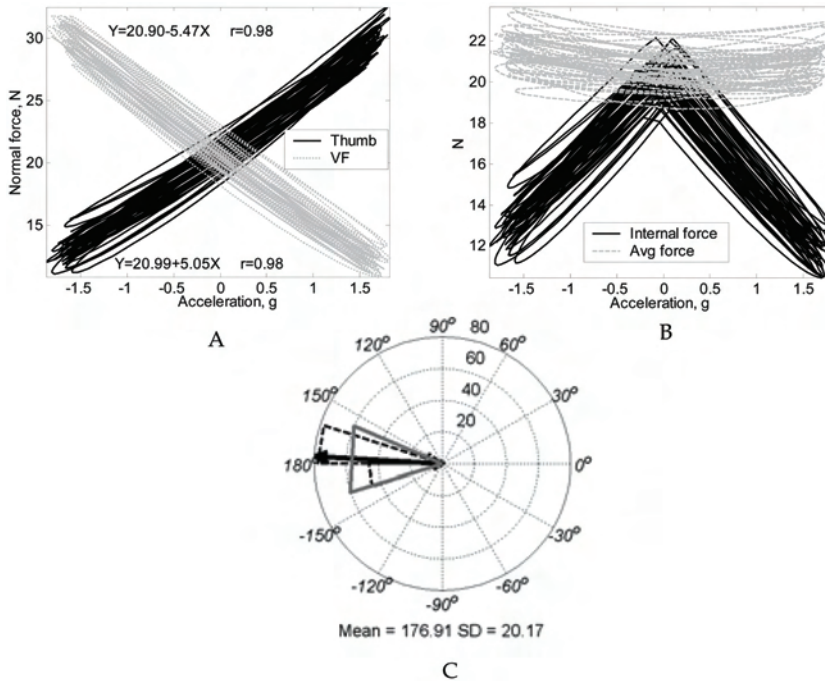 Y=20.90-5.47X r=0.98
Normal force, N
30
25
20
15
Thumb
VF
Y=20.99+5.05X r=0.98
-1.5 -1 -0.5 0 0.5 1 1.5
Acceleration, g
A
N
22
20
18
16
14
12
Internal force
Avg force
-1.5 -1 -0.5 0 0.5 1 1.5
Acceleration, g
B
90° 80
120° 60 60°
150° 40 30°
20
180 0°
-150° -30°
-120° -60°
-90°
Mean = 176.91 SD = 20.17
C